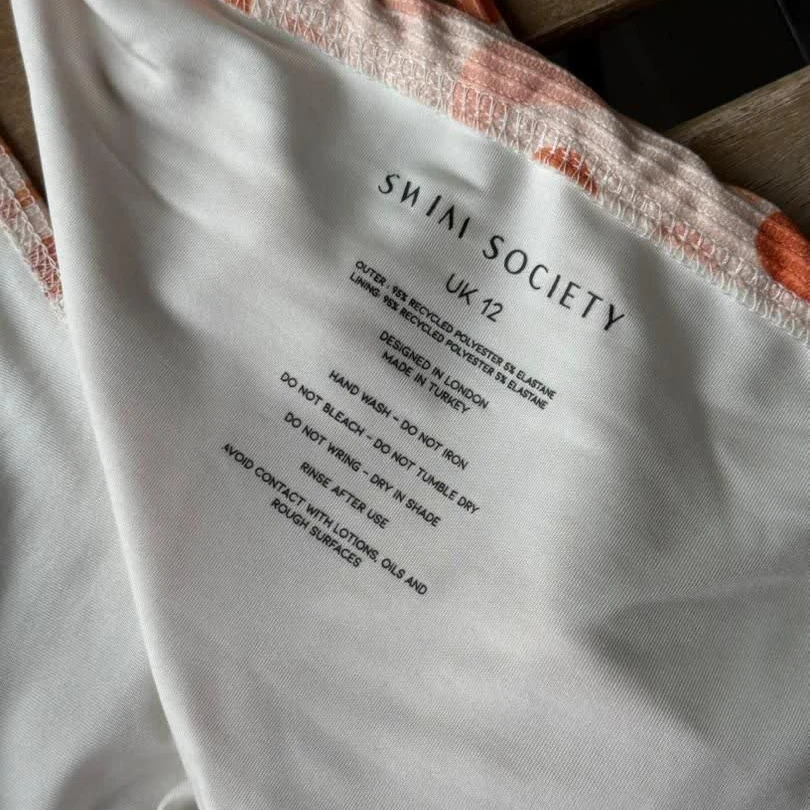 SWIM SOCIETY
UK 12
OUTER: 95% RECYCLED POLYESTER 5% ELASTANE
LINING: 95% RECYCLED POLYESTER 5% ELASTANE
DESIGNED IN LONDON
MADE IN TURKEY
HAND WASH - DO NOT IRON
DO NOT BLEACH - DO NOT TUMBLE DRY
DO NOT WRING - DRY IN SHADE
RINSE AFTER USE
AVOID CONTACT WITH LOTIONS, OILS AND
ROUGH SURFACES